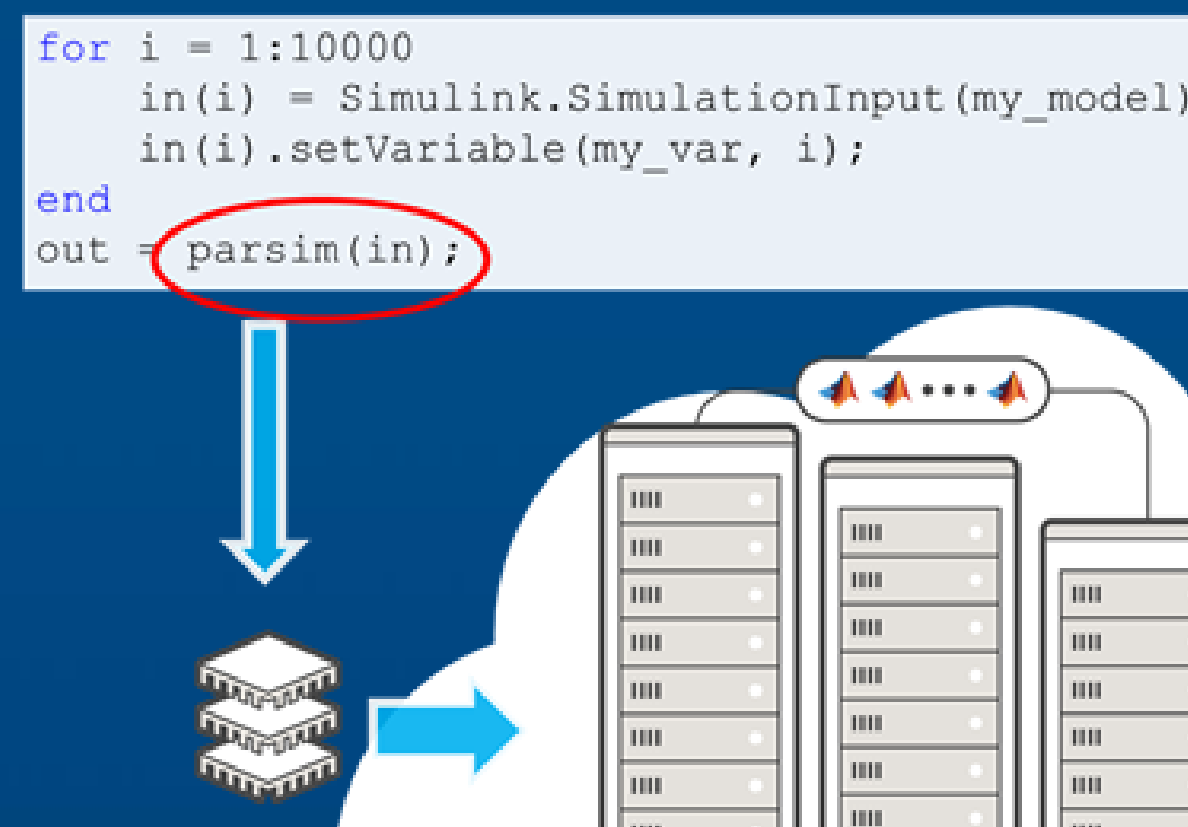 for i = 1:10000
in(i) = Simulink.SimulationInput(my_model)
in(i).setVariable(my_var, i);
end
out = parsim(in);